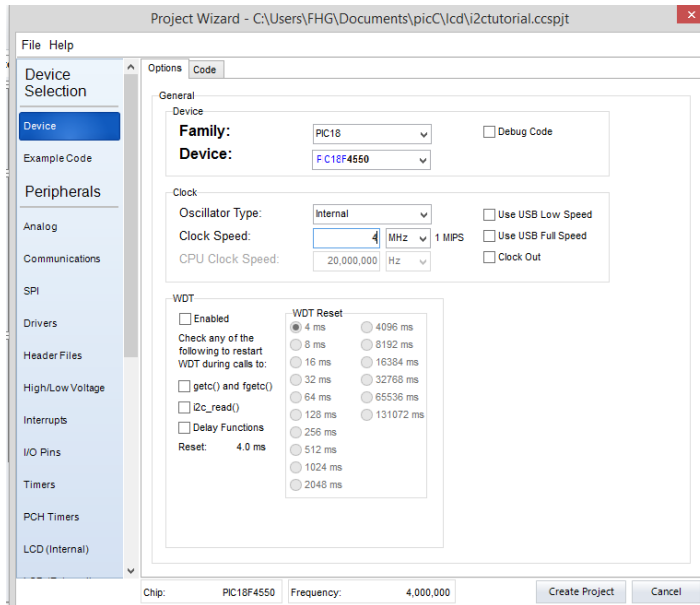 Project Wizard - C:\Users\FHG\Documents\picC\lcd\i2ctutorial.ccspjt
File Help
Device
Selection
Device
Example Code
Peripherals
Analog
Communications
SPI
Drivers
Header Files
High/Low Voltage
Interrupts
I/O Pins
Timers
PCH Timers
LCD (Internal)
Options Code
General
Device
Family: PIC18 Debug Code
Device: PIC18F4550
Clock
Oscillator Type: Internal Use USB Low Speed
Clock Speed: 4 MHz 1 MIPS Use USB Full Speed
CPU Clock Speed: 20,000,000 Hz Clock Out
WDT
Enabled
Check any of the
following to restart
WDT during calls to:
getc() and fgetc()
i2c_read()
Delay Functions
Reset: 4.0 ms
WDT Reset
4 ms 4096 ms
8 ms 8192 ms
16 ms 16384 ms
32 ms 32768 ms
64 ms 65536 ms
128 ms 131072 ms
256 ms
512 ms
1024 ms
2048 ms
Chip: PIC18F4550 Frequency: 4,000,000 Create Project Cancel